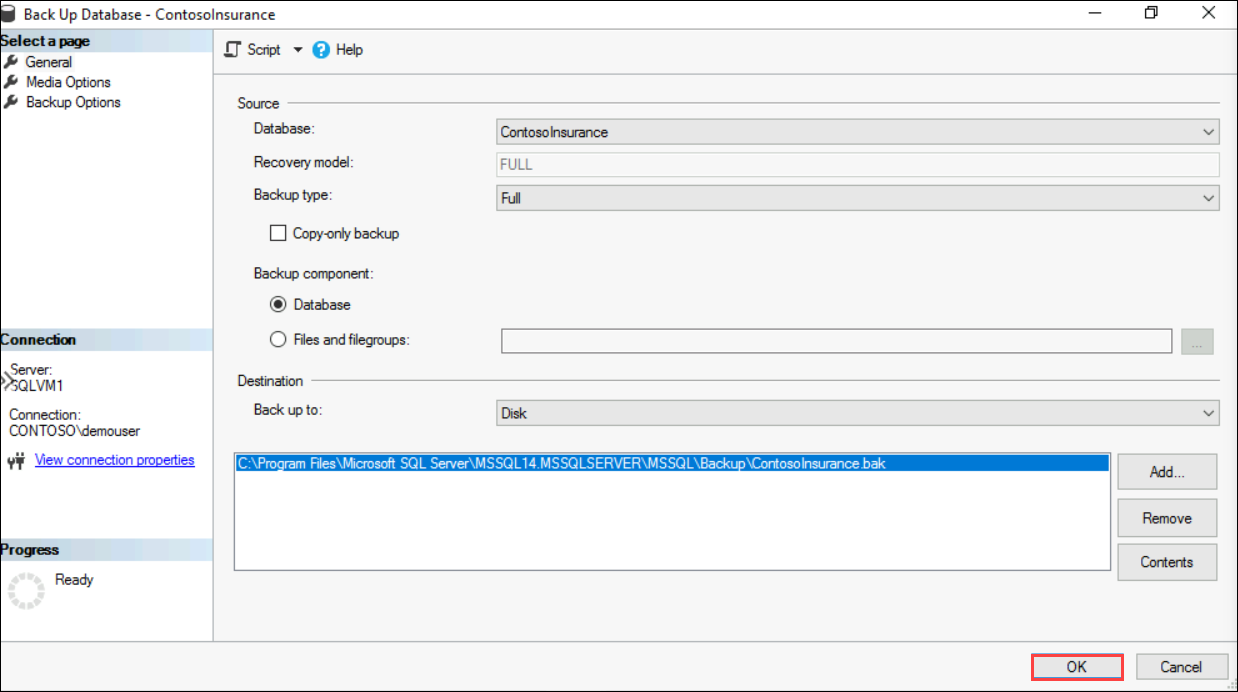 Back Up Database - ContosoInsurance
Select a page
General
Media Options
Backup Options
Script
Help
Source
Database:
ContosoInsurance
Recovery model:
FULL
Backup type:
Full
Copy-only backup
Backup component:
Database
Files and filegroups:
...
Destination
Back up to:
Disk
C:\Program Files\Microsoft SQL Server\MSSQL14.MSSQLSERVER\MSSQL\Backup\ContosoInsurance.bak
Add...
Remove
Contents
Connection
Server:
SQLVM1
Connection:
CONTOSO\demouser
View connection properties
Progress
Ready
OK
Cancel